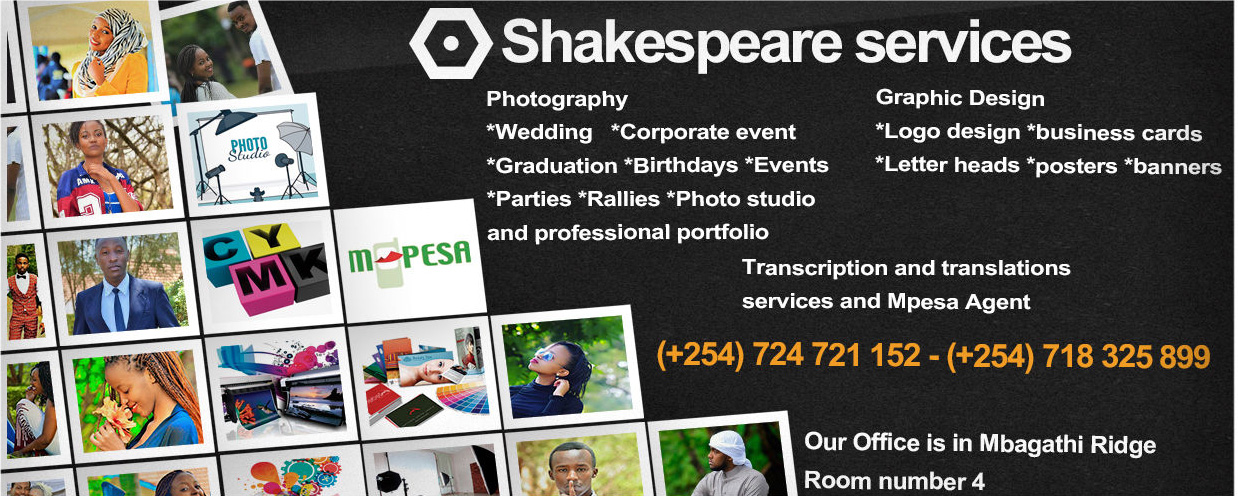 Shakespeare services
Photography
*Wedding *Corporate event
*Graduation *Birthdays *Events
*Parties *Rallies *Photo studio
and professional portfolio
Graphic Design
*Logo design *business cards
*Letter heads *posters *banners
Transcription and translations
services and Mpesa Agent
(+254) 724 721 152 - (+254) 718 325 899
Our Office is in Mbagathi Ridge
Room number 4
PHOTO
Studio
C Y
M K
M PESA